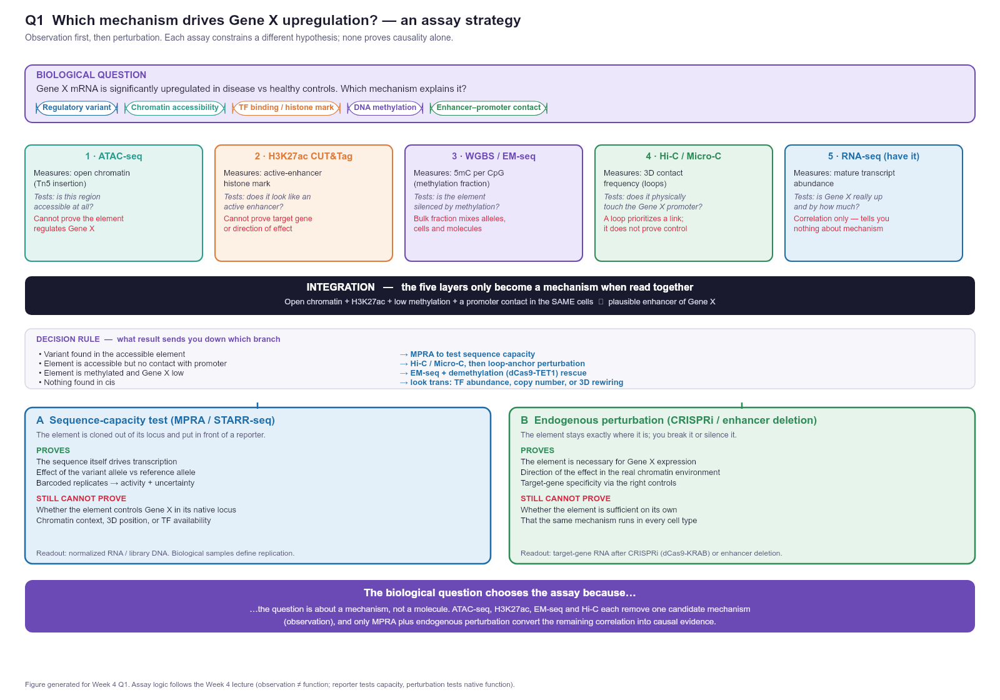 Q1  Which mechanism drives Gene X upregulation? — an assay strategy
Observation first, then perturbation. Each assay constrains a different hypothesis; none proves causality alone.
BIOLOGICAL QUESTION
Gene X mRNA is significantly upregulated in disease vs healthy controls. Which mechanism explains it?
Regulatory variant
Chromatin accessibility
TF binding / histone mark
DNA methylation
Enhancer–promoter contact
1 · ATAC-seq
Measures: open chromatin
(Tn5 insertion)
Tests: is this region
accessible at all?
Cannot prove the element
regulates Gene X
2 · H3K27ac CUT&Tag
Measures: active-enhancer
histone mark
Tests: does it look like an
active enhancer?
Cannot prove target gene
or direction of effect
3 · WGBS / EM-seq
Measures: 5mC per CpG
(methylation fraction)
Tests: is the element
silenced by methylation?
Bulk fraction mixes alleles,
cells and molecules
4 · Hi-C / Micro-C
Measures: 3D contact
frequency (loops)
Tests: does it physically
touch the Gene X promoter?
A loop prioritizes a link;
it does not prove control
5 · RNA-seq (have it)
Measures: mature transcript
abundance
Tests: is Gene X really up
and by how much?
Correlation only — tells you
nothing about mechanism
INTEGRATION — the five layers only become a mechanism when read together
Open chromatin + H3K27ac + low methylation + a promoter contact in the SAME cells ▯ plausible enhancer of Gene X
DECISION RULE — what result sends you down which branch
• Variant found in the accessible element → MPRA to test sequence capacity
• Element is accessible but no contact with promoter → Hi-C / Micro-C, then loop-anchor perturbation
• Element is methylated and Gene X low → EM-seq + demethylation (dCas9-TET1) rescue
• Nothing found in cis → look trans: TF abundance, copy number, or 3D rewiring
A  Sequence-capacity test (MPRA / STARR-seq)
The element is cloned out of its locus and put in front of a reporter.
PROVES
The sequence itself drives transcription
Effect of the variant allele vs reference allele
Barcoded replicates → activity + uncertainty
STILL CANNOT PROVE
Whether the element controls Gene X in its native locus
Chromatin context, 3D position, or TF availability
Readout: normalized RNA / library DNA. Biological samples define replication.
B  Endogenous perturbation (CRISPRi / enhancer deletion)
The element stays exactly where it is; you break it or silence it.
PROVES
The element is necessary for Gene X expression
Direction of the effect in the real chromatin environment
Target-gene specificity via the right controls
STILL CANNOT PROVE
Whether the element is sufficient on its own
That the same mechanism runs in every cell type
Readout: target-gene RNA after CRISPRi (dCas9-KRAB) or enhancer deletion.
The biological question chooses the assay because…
…the question is about a mechanism, not a molecule. ATAC-seq, H3K27ac, EM-seq and Hi-C each remove one candidate mechanism
(observation), and only MPRA plus endogenous perturbation convert the remaining correlation into causal evidence.
Figure generated for Week 4 Q1. Assay logic follows the Week 4 lecture (observation ≠ function; reporter tests capacity, perturbation tests native function).